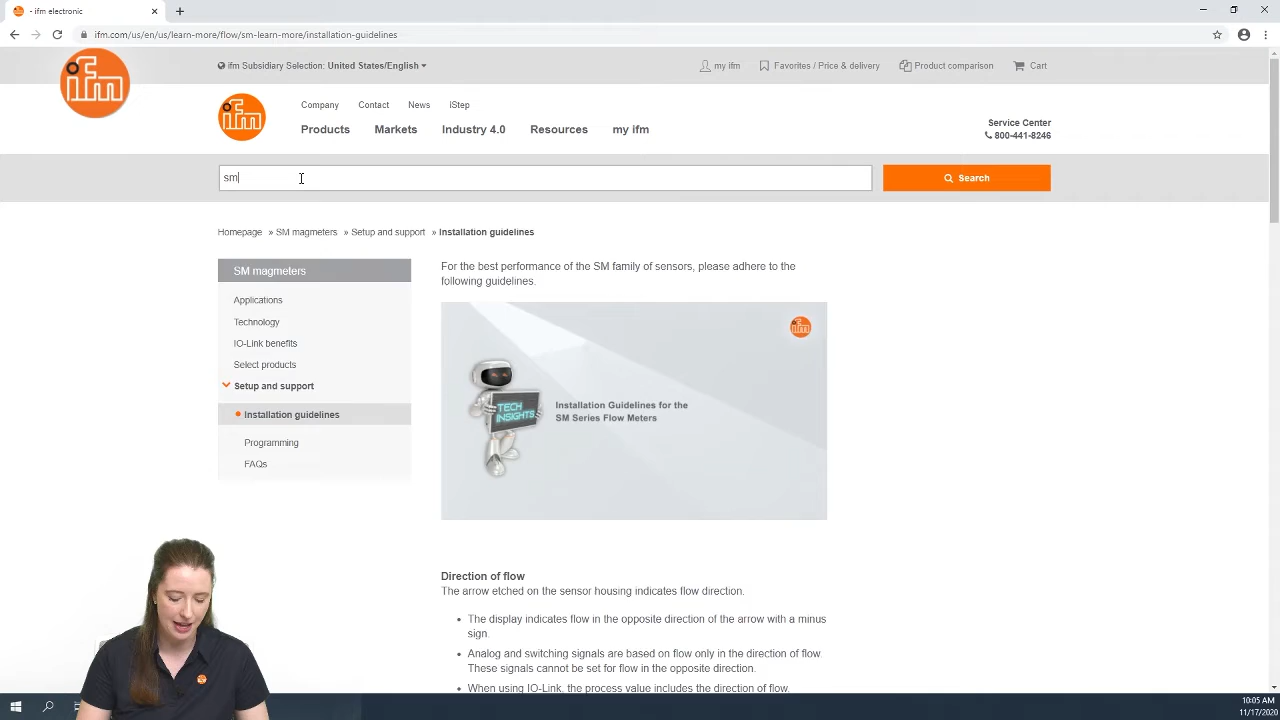 - ifm electronic
ifm.com/us/en/us/learn-more/flow/sm-learn-more/installation-guidelines
ifm
ifm Subsidiary Selection: United States/English
my ifm
Favorites / Price & delivery
Product comparison
Cart
ifm
Company
Contact
News
iStep
Products
Markets
Industry 4.0
Resources
my ifm
Service Center
800-441-8246
sm
Search
Homepage » SM magmeters » Setup and support » Installation guidelines
SM magmeters
Applications
Technology
IO-Link benefits
Select products
Setup and support
Installation guidelines
Programming
FAQs
For the best performance of the SM family of sensors, please adhere to the
following guidelines.
ifm
TECH
INSIGHTS
Installation Guidelines for the
SM Series Flow Meters
Direction of flow
The arrow etched on the sensor housing indicates flow direction.
• The display indicates flow in the opposite direction of the arrow with a minus
sign.
• Analog and switching signals are based on flow only in the direction of flow.
These signals cannot be set for flow in the opposite direction.
• When using IO-Link, the process value includes the direction of flow.
10:05 AM
11/17/2020